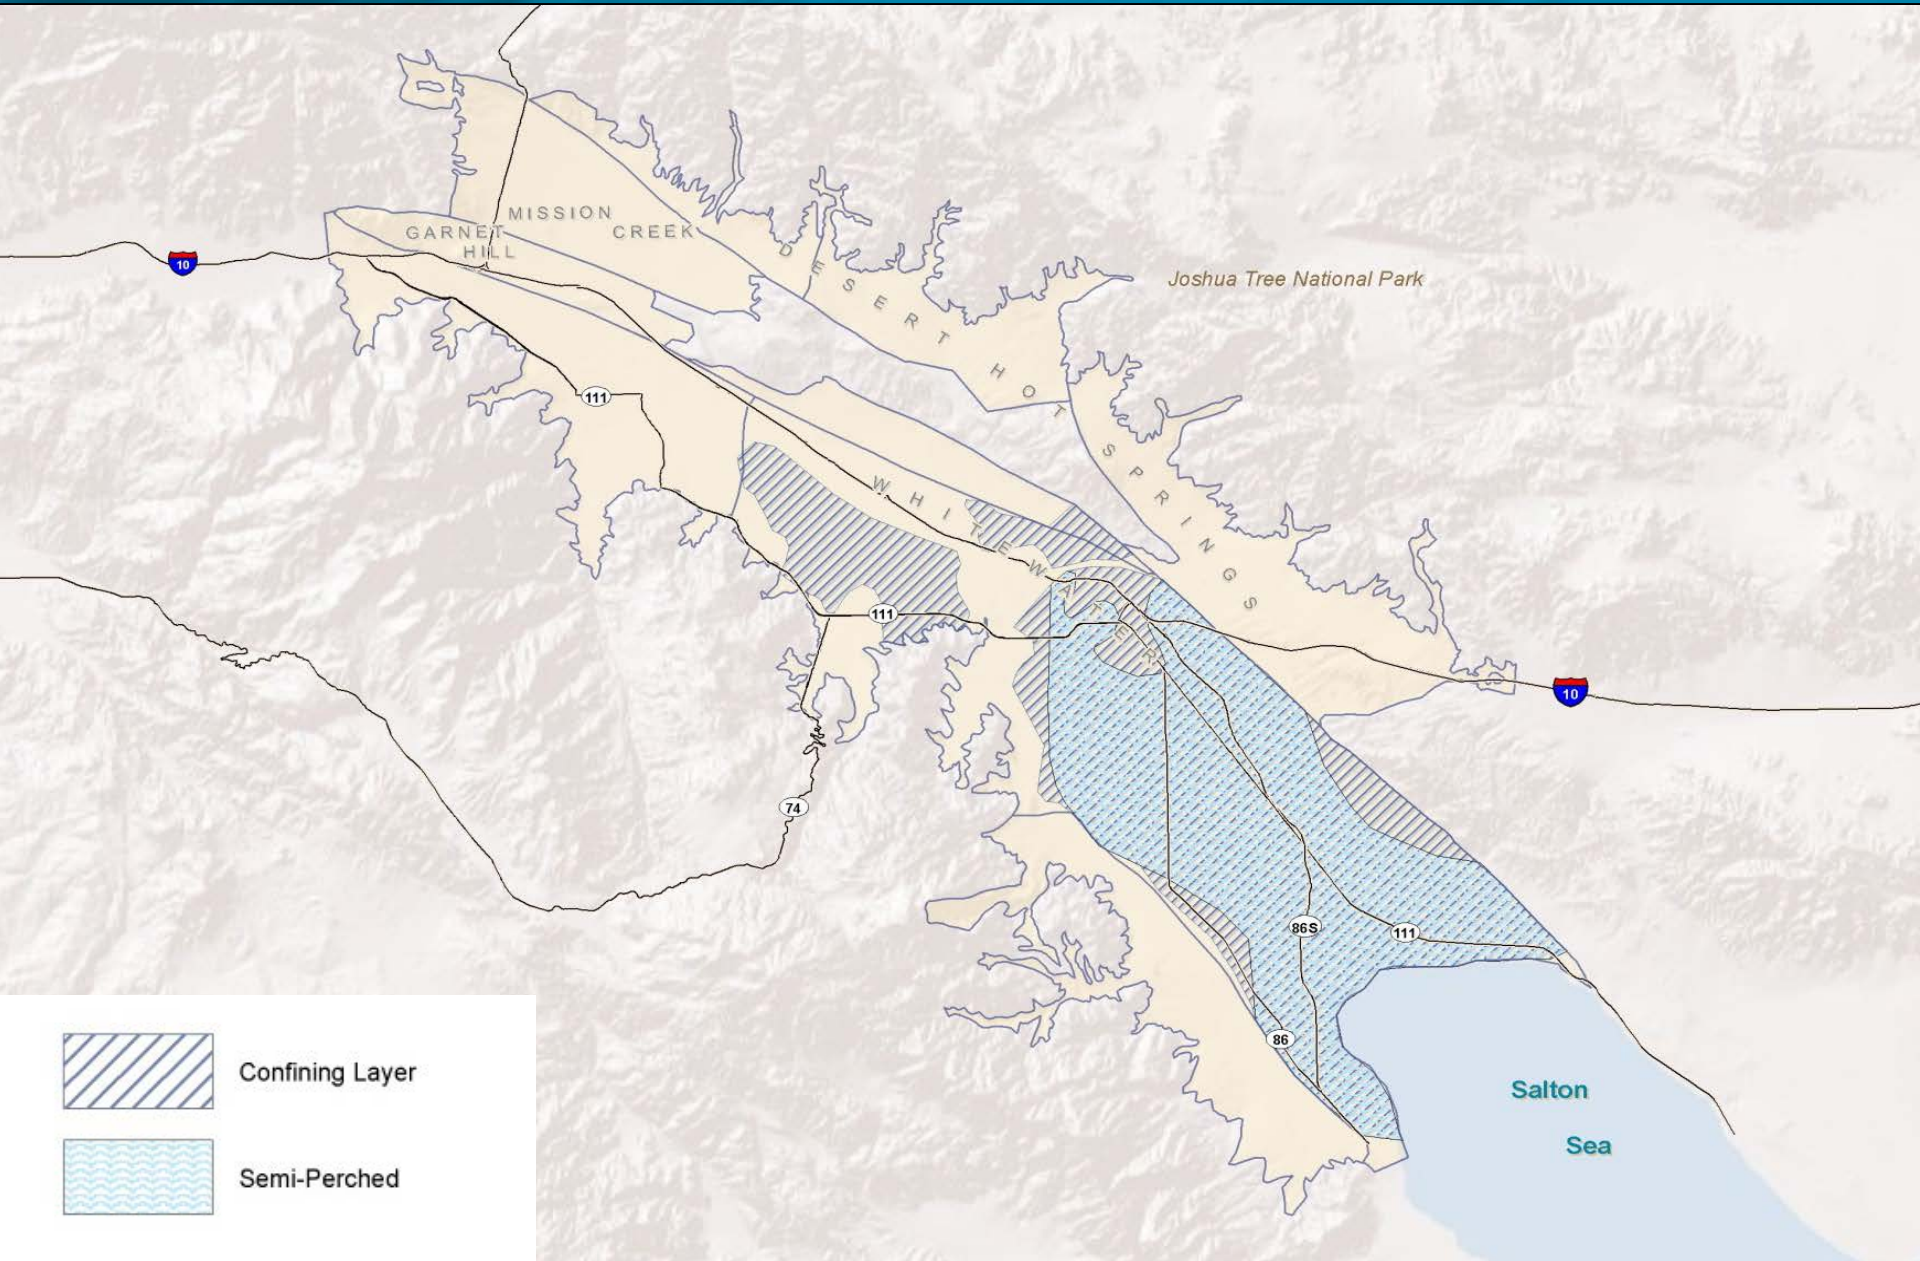 MISSION
CREEK
GARNET
HILL
10
DESERT HOT SPRINGS
Joshua Tree National Park
111
WHITEWATER
111
10
74
86S
111
86
Salton
Sea
Confining Layer
Semi-Perched